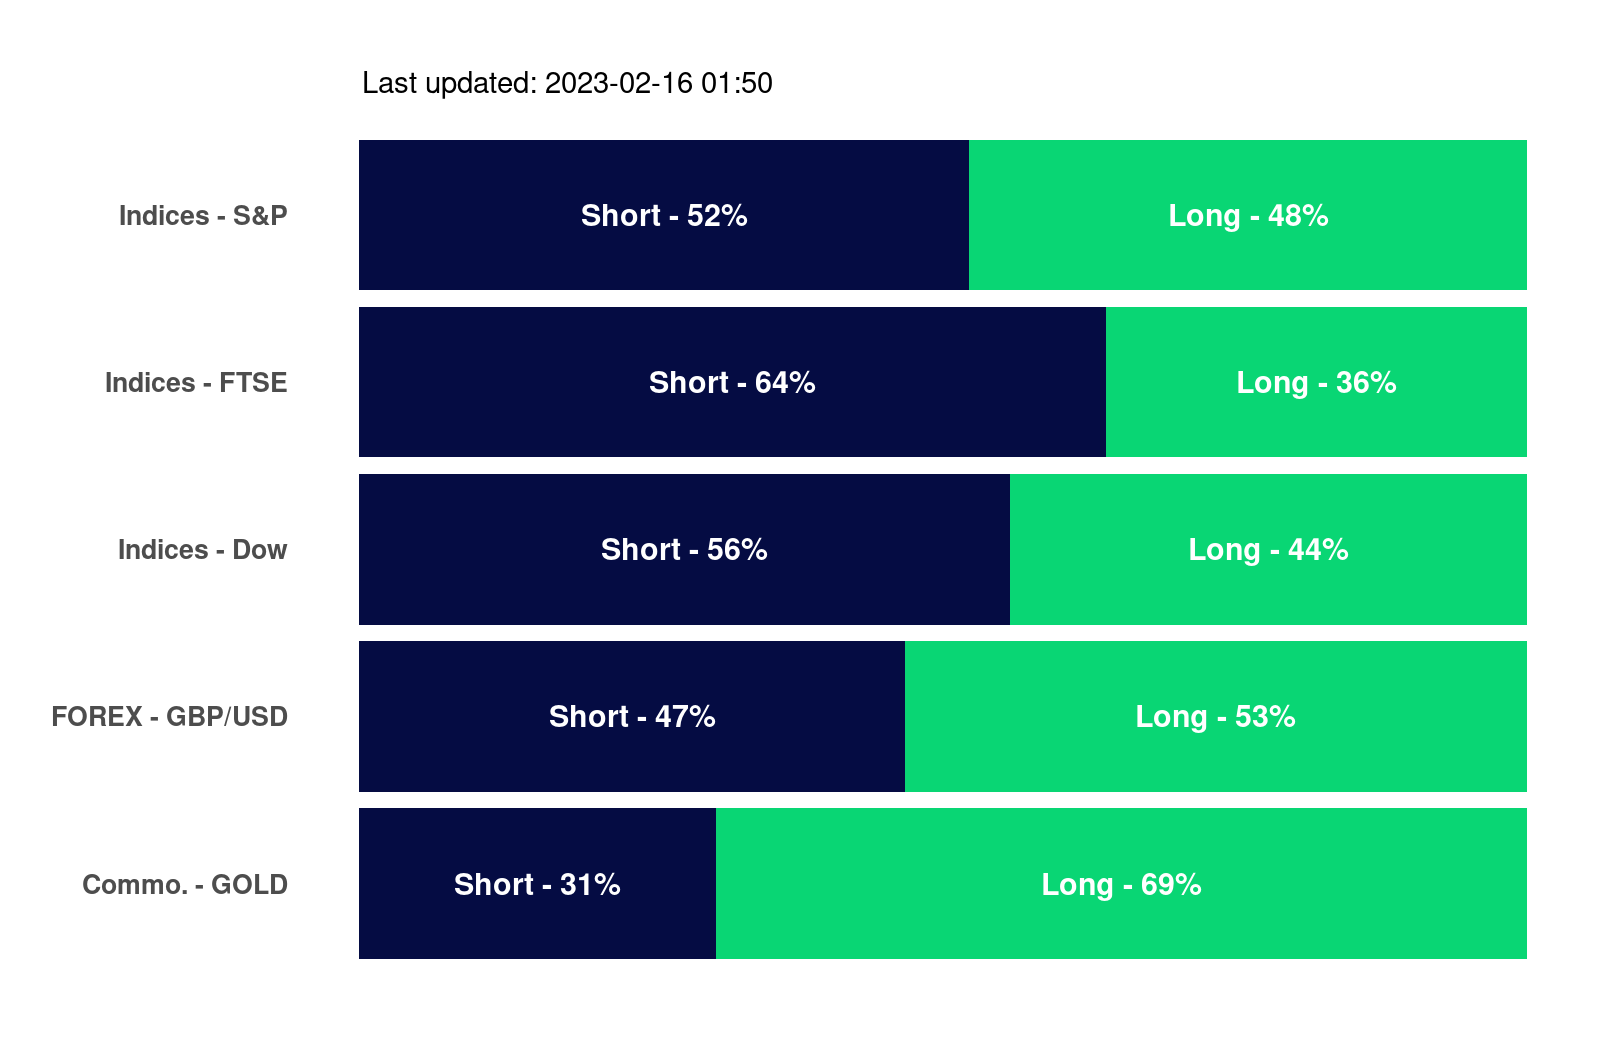 Last updated: 2023-02-16 01:50
Indices - S&P Short - 52% Long - 48%
Indices - FTSE Short - 64% Long - 36%
Indices - Dow Short - 56% Long - 44%
FOREX - GBP/USD Short - 47% Long - 53%
Commo. - GOLD Short - 31% Long - 69%